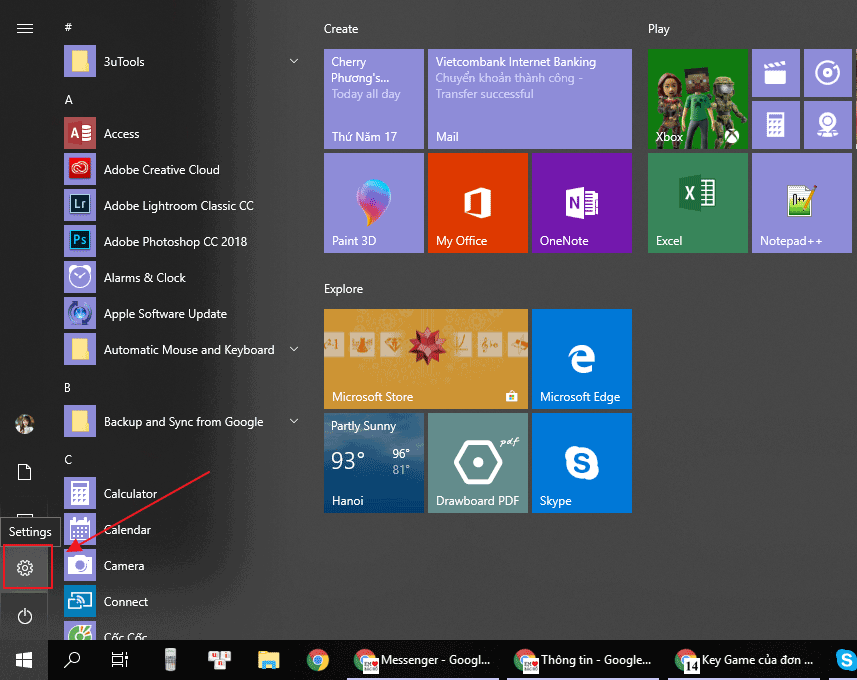 #
3uTools
A
Access
Adobe Creative Cloud
Adobe Lightroom Classic CC
Adobe Photoshop CC 2018
Alarms & Clock
Apple Software Update
Automatic Mouse and Keyboard
B
Backup and Sync from Google
C
Calculator
Calendar
Camera
Connect
Cốc Cốc
Settings
Create
Cherry
Phương's...
Today all day
Thứ Năm 17
Vietcombank Internet Banking
Chuyển khoản thành công -
Transfer successful
Mail
Paint 3D
My Office
OneNote
Play
Xbox
Excel
Notepad++
Explore
Microsoft Store
Microsoft Edge
Partly Sunny
93°
96°
81°
Hanoi
pdf
Drawboard PDF
Skype
Messenger - Googl...
Thông tin - Google...
14
Key Game của đơn ...